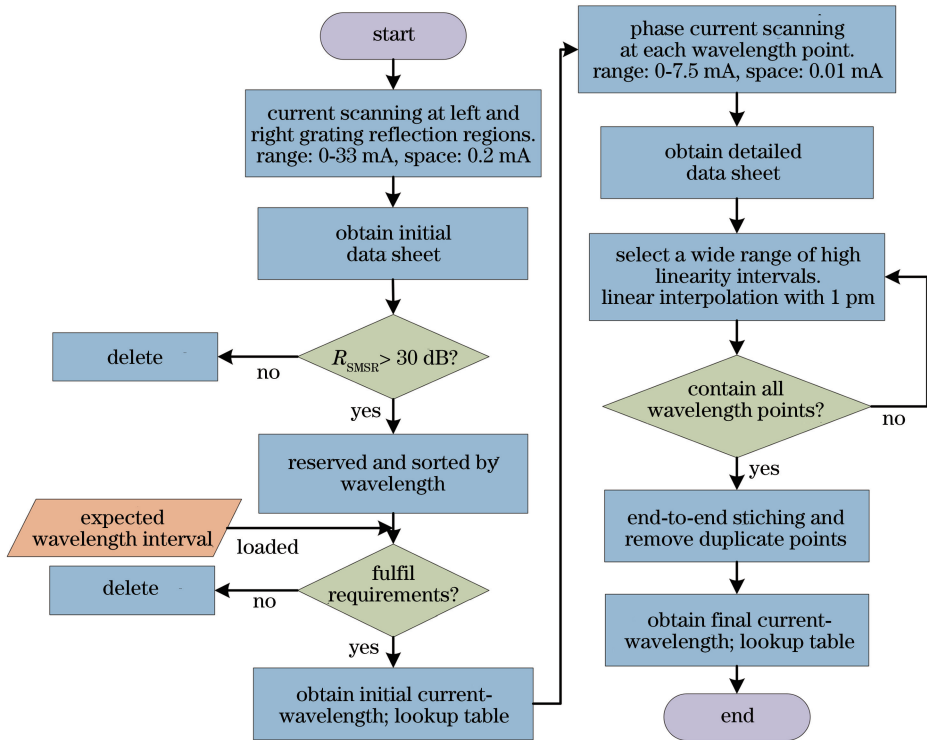 start
current scanning at left and
right grating reflection regions.
range: 0-33 mA, space: 0.2 mA
obtain initial
data sheet
R_SMSR > 30 dB?
no
delete
yes
reserved and sorted by
wavelength
expected
wavelength interval
loaded
fulfil
requirements?
no
delete
yes
obtain initial current-
wavelength; lookup table
phase current scanning
at each wavelength point.
range: 0-7.5 mA, space: 0.01 mA
obtain detailed
data sheet
select a wide range of high
linearity intervals.
linear interpolation with 1 pm
contain all
wavelength points?
no
yes
end-to-end stiching and
remove duplicate points
obtain final current-
wavelength; lookup table
end